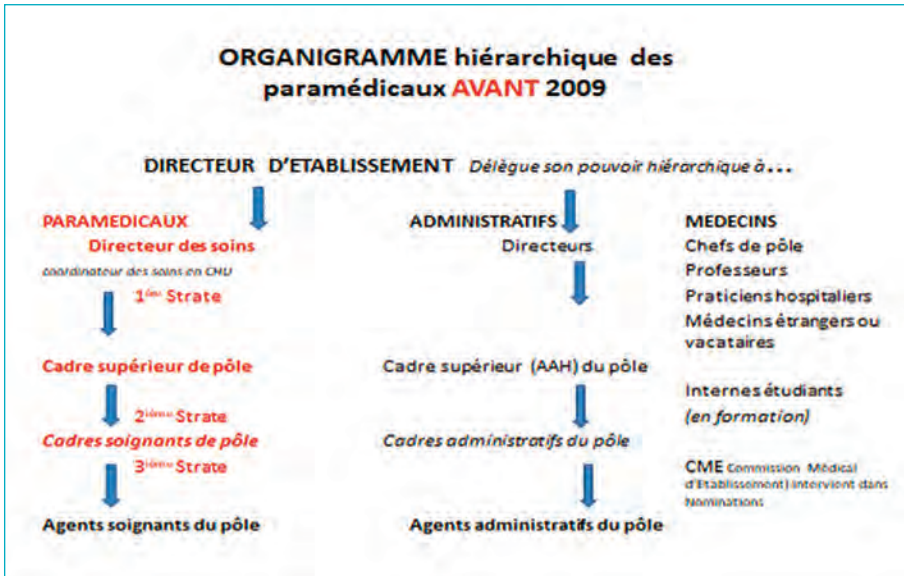 ORGANIGRAMME hiérarchique des
paramédicaux AVANT 2009
DIRECTEUR D'ETABLISSEMENT Délègue son pouvoir hiérarchique à...
PARAMEDICAUX
Directeur des soins
coordinateur des soins en CHU
1ière Strate
Cadre supérieur de pôle
2ième Strate
Cadres soignants de pôle
3ième Strate
Agents soignants du pôle
ADMINISTRATIFS
Directeurs
Cadre supérieur (AAH) du pôle
Cadres administratifs du pôle
Agents administratifs du pôle
MEDECINS
Chefs de pôle
Professeurs
Praticiens hospitaliers
Médecins étrangers ou
vacataires
Internes étudiants
(en formation)
CME Commission Médical
d'Etablissement) intervient dans
Nominations